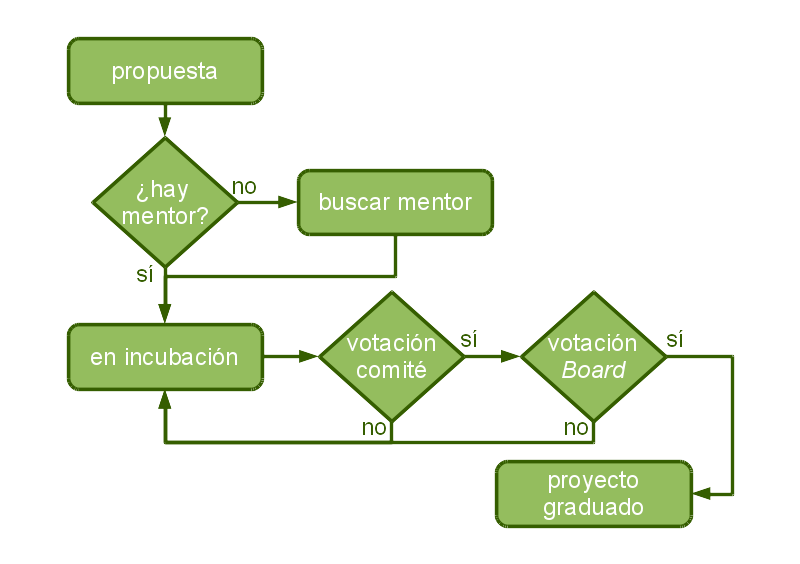 propuesta
¿hay
mentor?
no
buscar mentor
sí
en incubación
votación
comité
sí
votación
Board
sí
no
no
proyecto
graduado